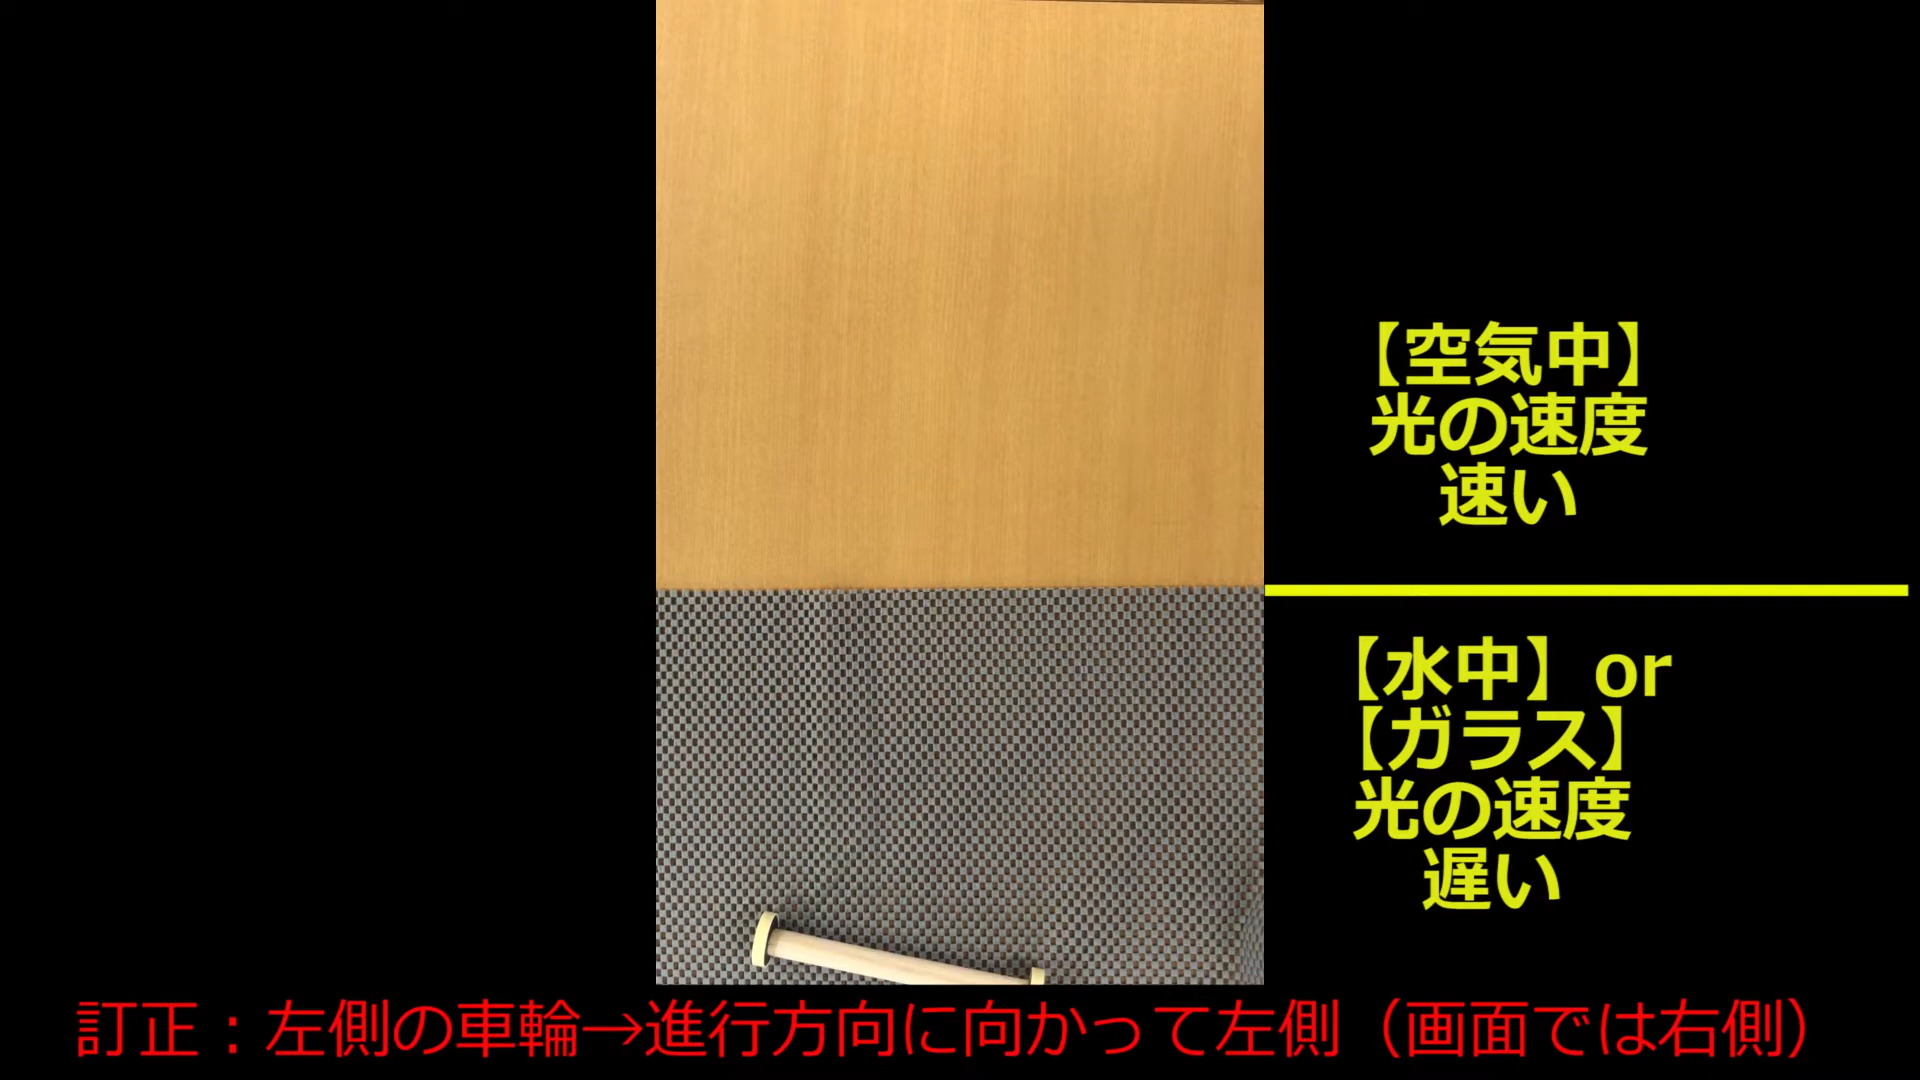 【空気中】
光の速度
速い
【水中】or
【ガラス】
光の速度
遅い
訂正：左側の車輪→進行方向に向かって左側（画面では右側）